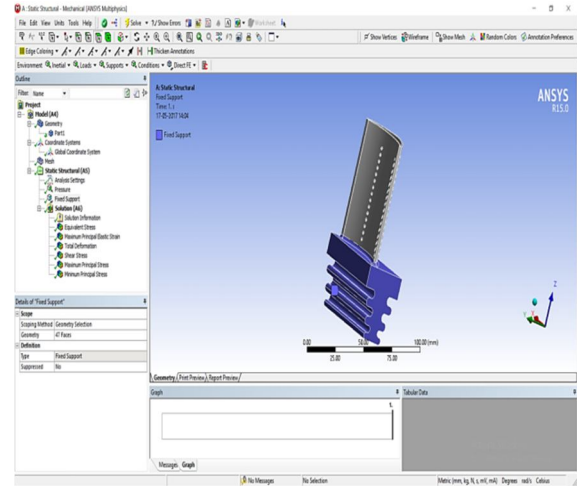 A : Static Structural - Mechanical [ANSYS Multiphysics]
File Edit View Units Tools Help Solve Show Errors Worksheet
Show Vertices Wireframe Show Mesh Random Colors Annotation Preferences
Edge Coloring Thicken Annotations
Environment Inertial Loads Supports Conditions Direct FE
Outline
Filter: Name
Project
Model (A4)
Geometry
Part1
Coordinate Systems
Global Coordinate System
Mesh
Static Structural (A5)
Analysis Settings
Pressure
Fixed Support
Solution (A6)
Solution Information
Equivalent Stress
Maximum Principal Elastic Strain
Total Deformation
Shear Stress
Maximum Principal Stress
Minimum Principal Stress
A: Static Structural
Fixed Support
Time: 1. s
17-05-2017 14:04
Fixed Support
ANSYS
R15.0
Z
Y
X
0.00 50.00 100.00 (mm)
25.00 75.00
Details of "Fixed Support"
Scope
Scoping Method Geometry Selection
Geometry 47 Faces
Definition
Type Fixed Support
Suppressed No
Geometry Print Preview Report Preview
Graph
1.
Tabular Data
Messages Graph
No Messages No Selection Metric (mm, kg, N, s, mV, mA) Degrees rad/s Celsius